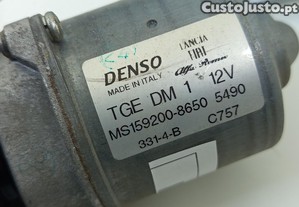 CustoJusto.pt
DENSO
MADE IN ITALY
LANCIA
FIAT
Alfa Romeo
TGE DM 1 12V
MS159200-8650 5490
331-4-B C757